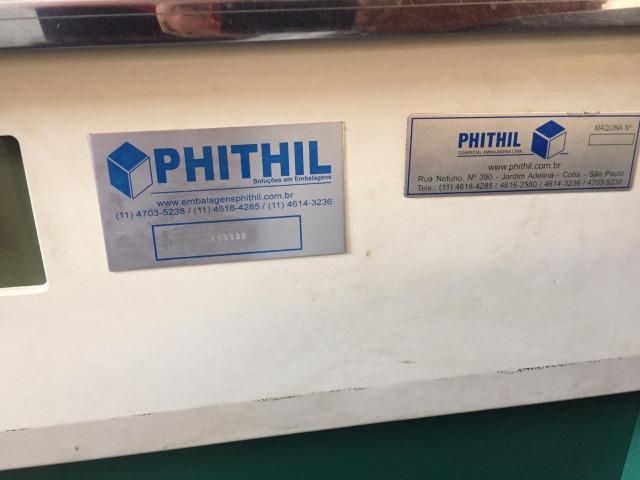 PHITHIL
Soluções em Embalagens
www.embalagensphithil.com.br
(11) 4703-5238 / (11) 4616-4285 / (11) 4614-3236
PHITHIL
COMERCIAL EMBALAGENS LTDA.
MÁQUINA Nº
www.phithil.com.br
Rua Netuno, Nº 390 - Jardim Adelina - Cotia - São Paulo
Tels.: (11) 4616-4285 / 4616-2580 / 4614-3236 / 4703-5238